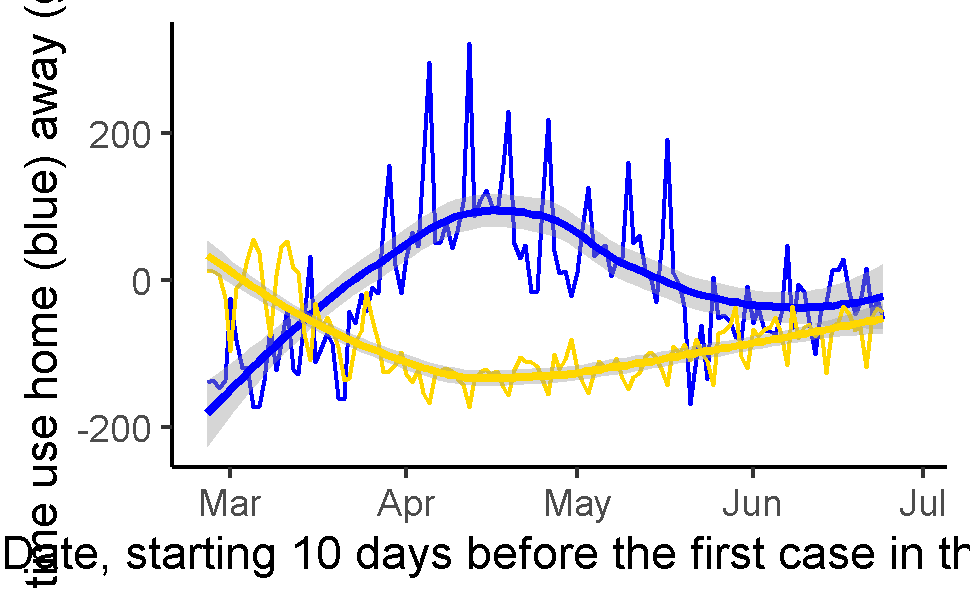 time use home (blue) away (
200
0
-200
Mar Apr May Jun Jul
Date, starting 10 days before the first case in th